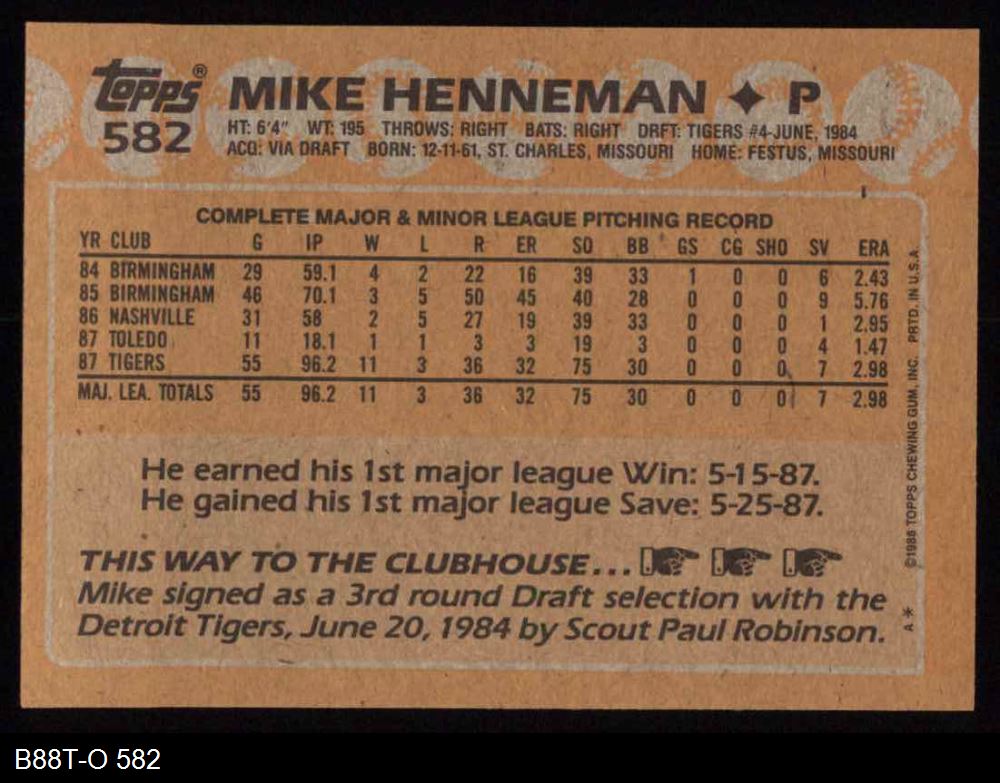 Topps® MIKE HENNEMAN ✦ P
582 HT: 6'4" WT: 195 THROWS: RIGHT BATS: RIGHT DRFT: TIGERS #4-JUNE, 1984
ACQ: VIA DRAFT BORN: 12-11-61, ST. CHARLES, MISSOURI HOME: FESTUS, MISSOURI
COMPLETE MAJOR & MINOR LEAGUE PITCHING RECORD
YR CLUB G IP W L R ER SO BB GS CG SHO SV ERA
84 BIRMINGHAM 29 59.1 4 2 22 16 39 33 1 0 0 6 2.43
85 BIRMINGHAM 46 70.1 3 5 50 45 40 28 0 0 0 9 5.76
86 NASHVILLE 31 58 2 5 27 19 39 33 0 0 0 1 2.95
87 TOLEDO 11 18.1 1 1 3 3 19 3 0 0 0 4 1.47
87 TIGERS 55 96.2 11 3 36 32 75 30 0 0 0 7 2.98
MAJ. LEA. TOTALS 55 96.2 11 3 36 32 75 30 0 0 0 7 2.98
He earned his 1st major league Win: 5-15-87.
He gained his 1st major league Save: 5-25-87.
THIS WAY TO THE CLUBHOUSE...
Mike signed as a 3rd round Draft selection with the
Detroit Tigers, June 20, 1984 by Scout Paul Robinson.
A* ©1988 TOPPS CHEWING GUM, INC. PRTD. IN U.S.A.
B88T-O 582